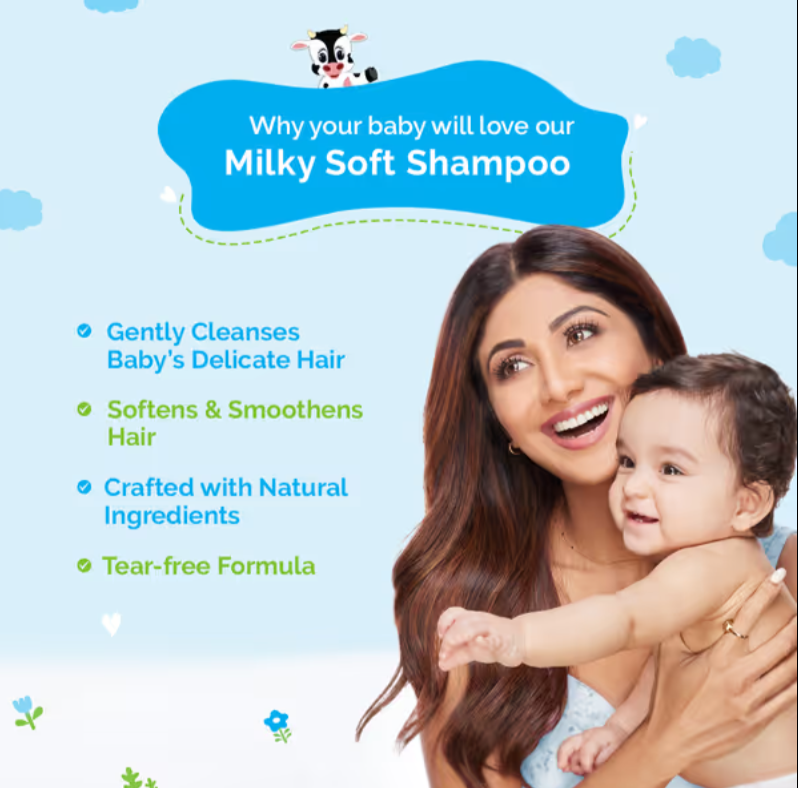 Why your baby will love our
Milky Soft Shampoo
Gently Cleanses
Baby's Delicate Hair
Softens & Smoothens
Hair
Crafted with Natural
Ingredients
Tear-free Formula